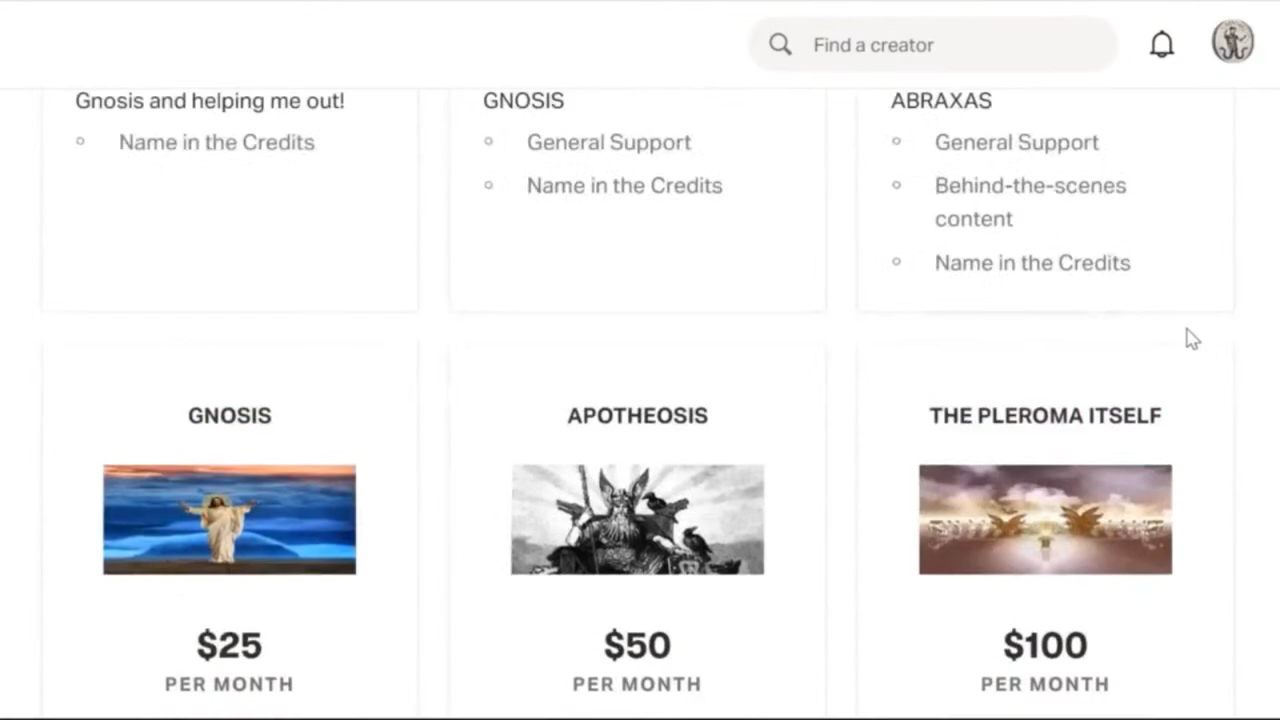 Find a creator
Gnosis and helping me out!
Name in the Credits
GNOSIS
General Support
Name in the Credits
ABRAXAS
General Support
Behind-the-scenes
content
Name in the Credits
GNOSIS
$25
PER MONTH
APOTHEOSIS
$50
PER MONTH
THE PLEROMA ITSELF
$100
PER MONTH